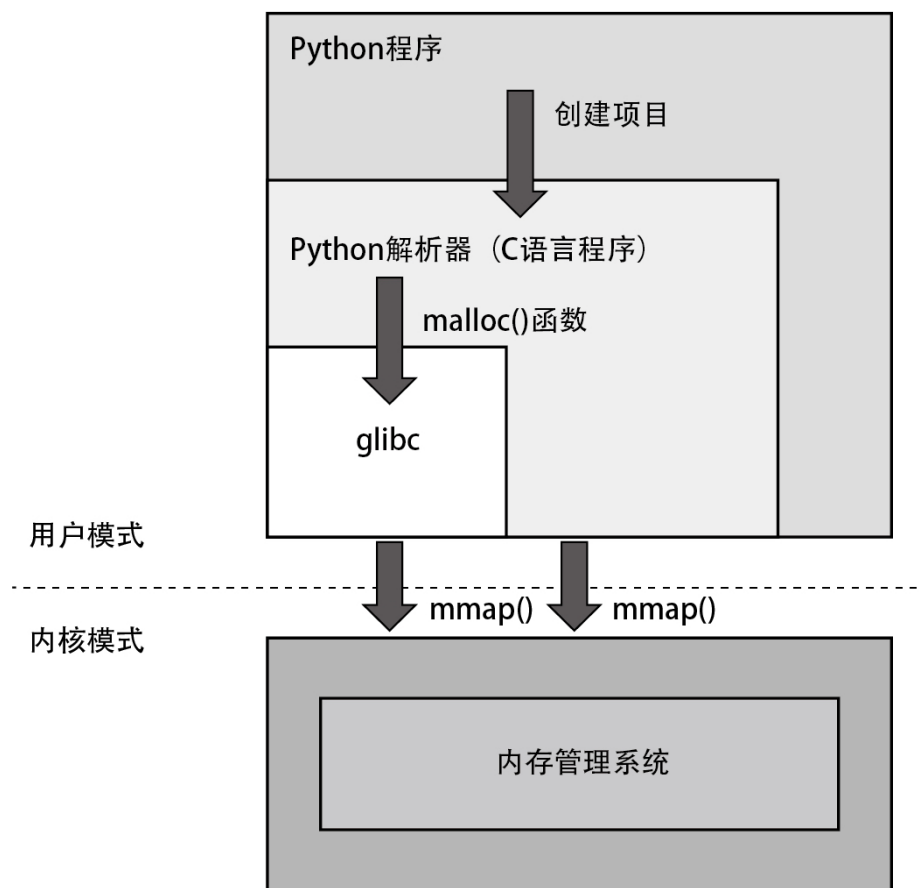 Python程序
创建项目
Python解析器（C语言程序）
malloc()函数
glibc
用户模式
mmap() mmap()
内核模式
内存管理系统